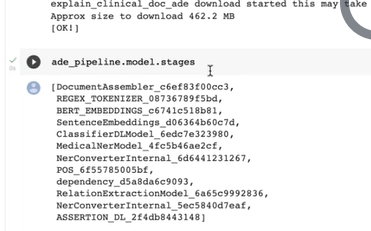 explain_clinical_doc_ade download started this may take
Approx size to download 462.2 MB
[OK!]
ade_pipeline.model.stages
[DocumentAssembler_c6ef83f00cc3,
REGEX_TOKENIZER_08736789f5bd,
BERT_EMBEDDINGS_c6741c518b81,
SentenceEmbeddings_d06364b60c7d,
ClassifierDLModel_6edc7e323980,
MedicalNerModel_4fc5b46ae2cf,
NerConverterInternal_6d6441231267,
POS_6f55785005bf,
dependency_d5a8da6c9093,
RelationExtractionModel_6a65c9992836,
NerConverterInternal_5ec5840d7eaf,
ASSERTION_DL_2f4db8443148]